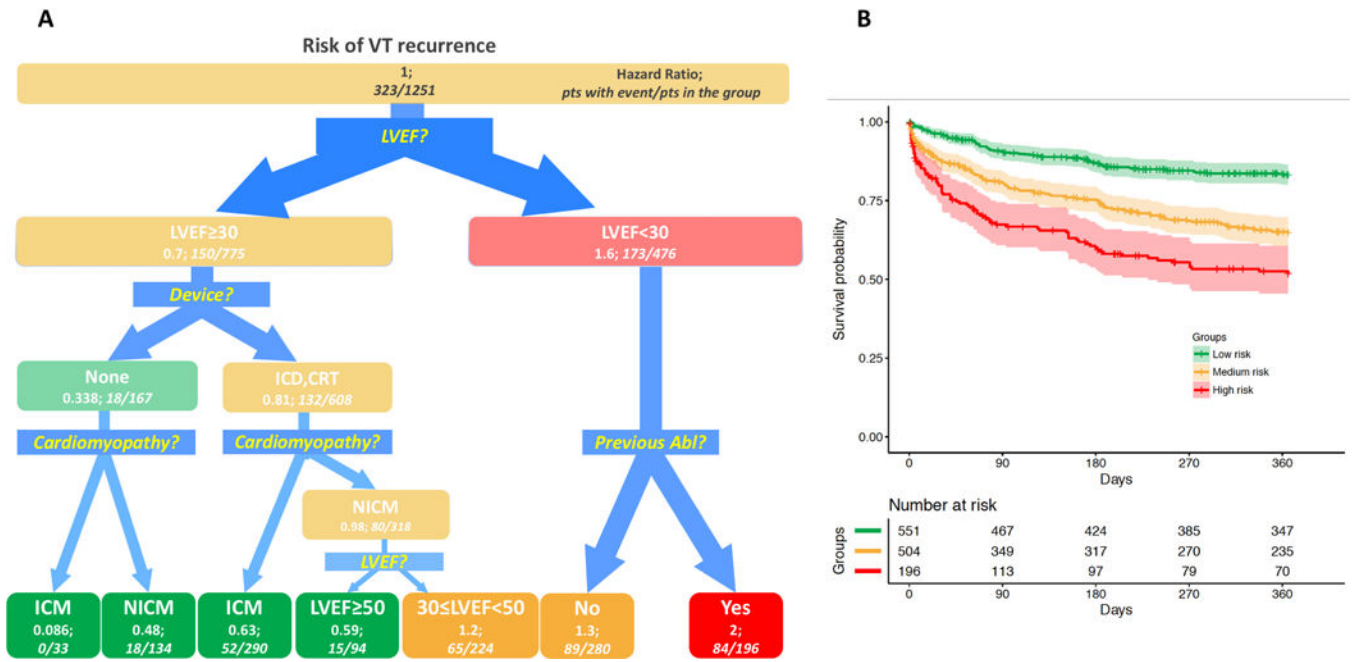 A
Risk of VT recurrence
1;
323/1251
Hazard Ratio;
pts with event/pts in the group
LVEF?
LVEF≥30
0.7; 150/775
LVEF<30
1.6; 173/476
Device?
None
0.338; 18/167
ICD,CRT
0.81; 132/608
Cardiomyopathy?
Cardiomyopathy?
Previous Abl?
NICM
0.98; 80/318
LVEF?
ICM
0.086;
0/33
NICM
0.48;
18/134
ICM
0.63;
52/290
LVEF≥50
0.59;
15/94
30≤LVEF<50
1.2;
65/224
No
1.3;
89/280
Yes
2;
84/196
B
Survival probability
1.00
0.75
0.50
0.25
0.00
Groups
Low risk
Medium risk
High risk
0 90 180 270 360
Days
Number at risk
Groups
551 467 424 385 347
504 349 317 270 235
196 113 97 79 70
0 90 180 270 360
Days